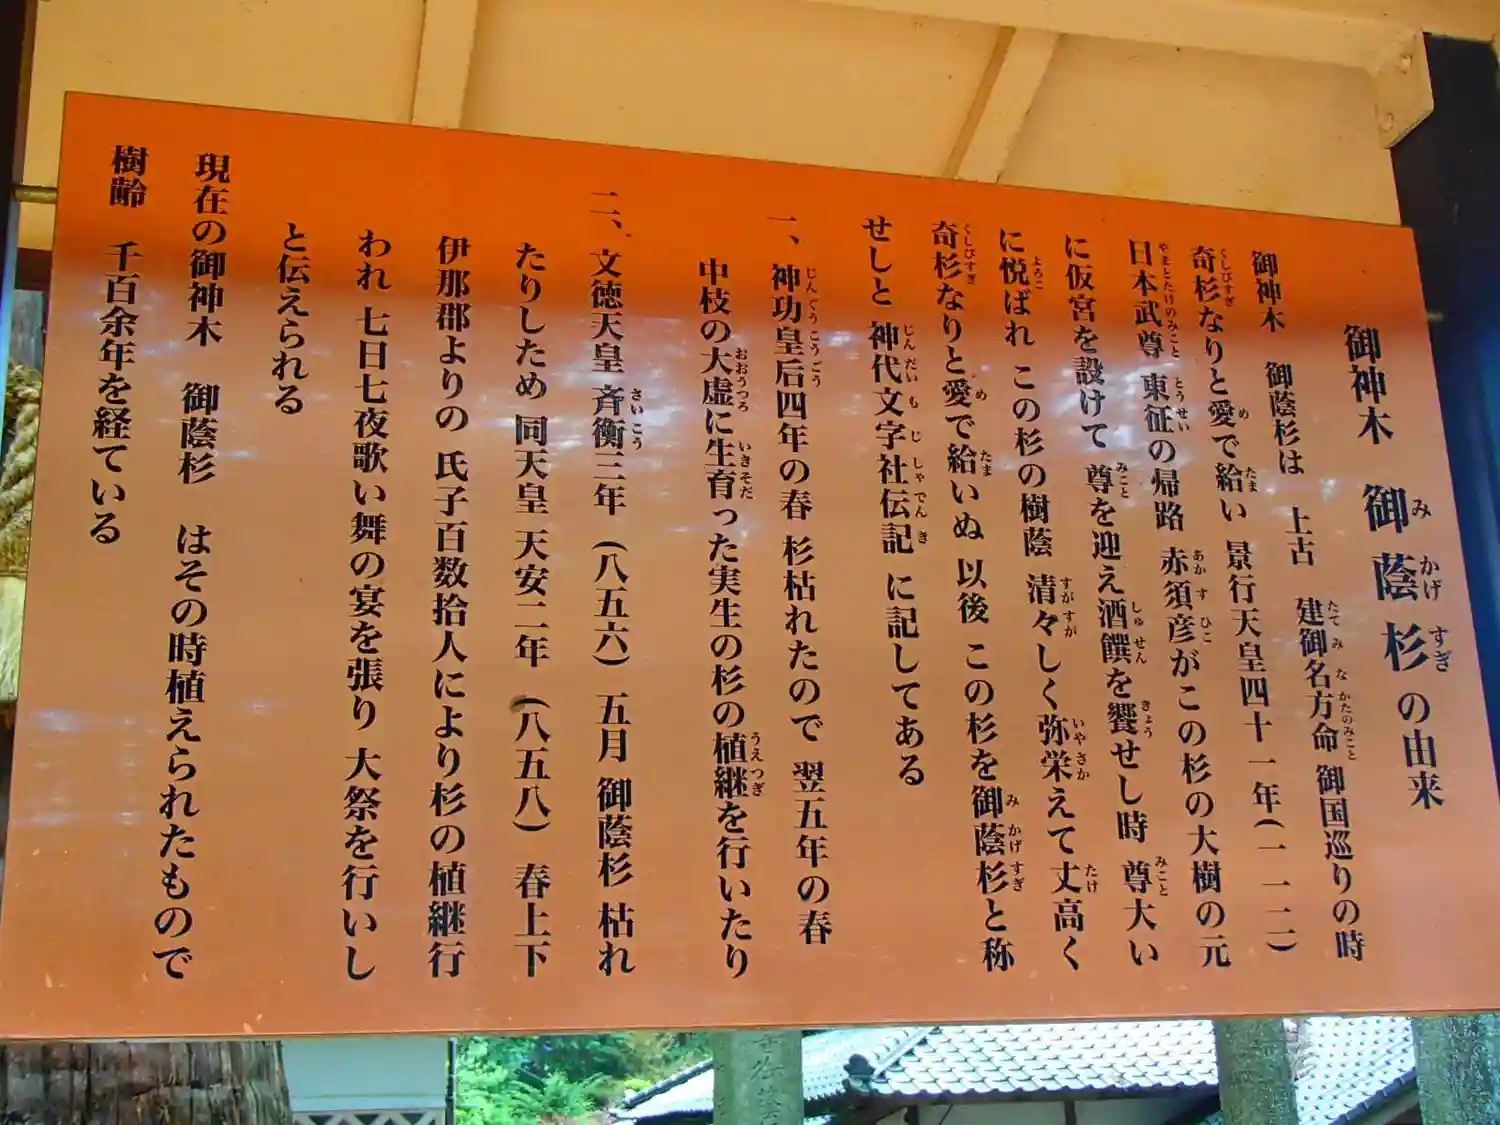 御神木 御蔭杉の由来
御神木 御蔭杉は 上古 建御名方命 御国巡りの時
奇杉なりと愛で給い 景行天皇四十一年(一一一)
日本武尊 東征の帰路 赤須彦がこの杉の大樹の元
に仮宮を設けて 尊を迎え酒饌を饗せし時 尊大い
に悦ばれ この杉の樹蔭 清々しく弥栄えて丈高く
奇杉なりと愛で給いぬ 以後 この杉を御蔭杉と称
せしと 神代文字社伝記 に記してある
一、神功皇后四年の春 杉枯れたので 翌五年の春
中枝の大虚に生育った実生の杉の植継を行いたり
二、文徳天皇 斉衡三年 (八五六) 五月 御蔭杉 枯れ
たりしため 同天皇 天安二年 (八五八) 春上下
伊那郡よりの 氏子百数拾人により杉の植継行
われ 七日七夜歌い舞の宴を張り 大祭を行いし
と伝えられる
現在の御神木 御蔭杉 はその時植えられたもので
樹齢 千百余年を経ている